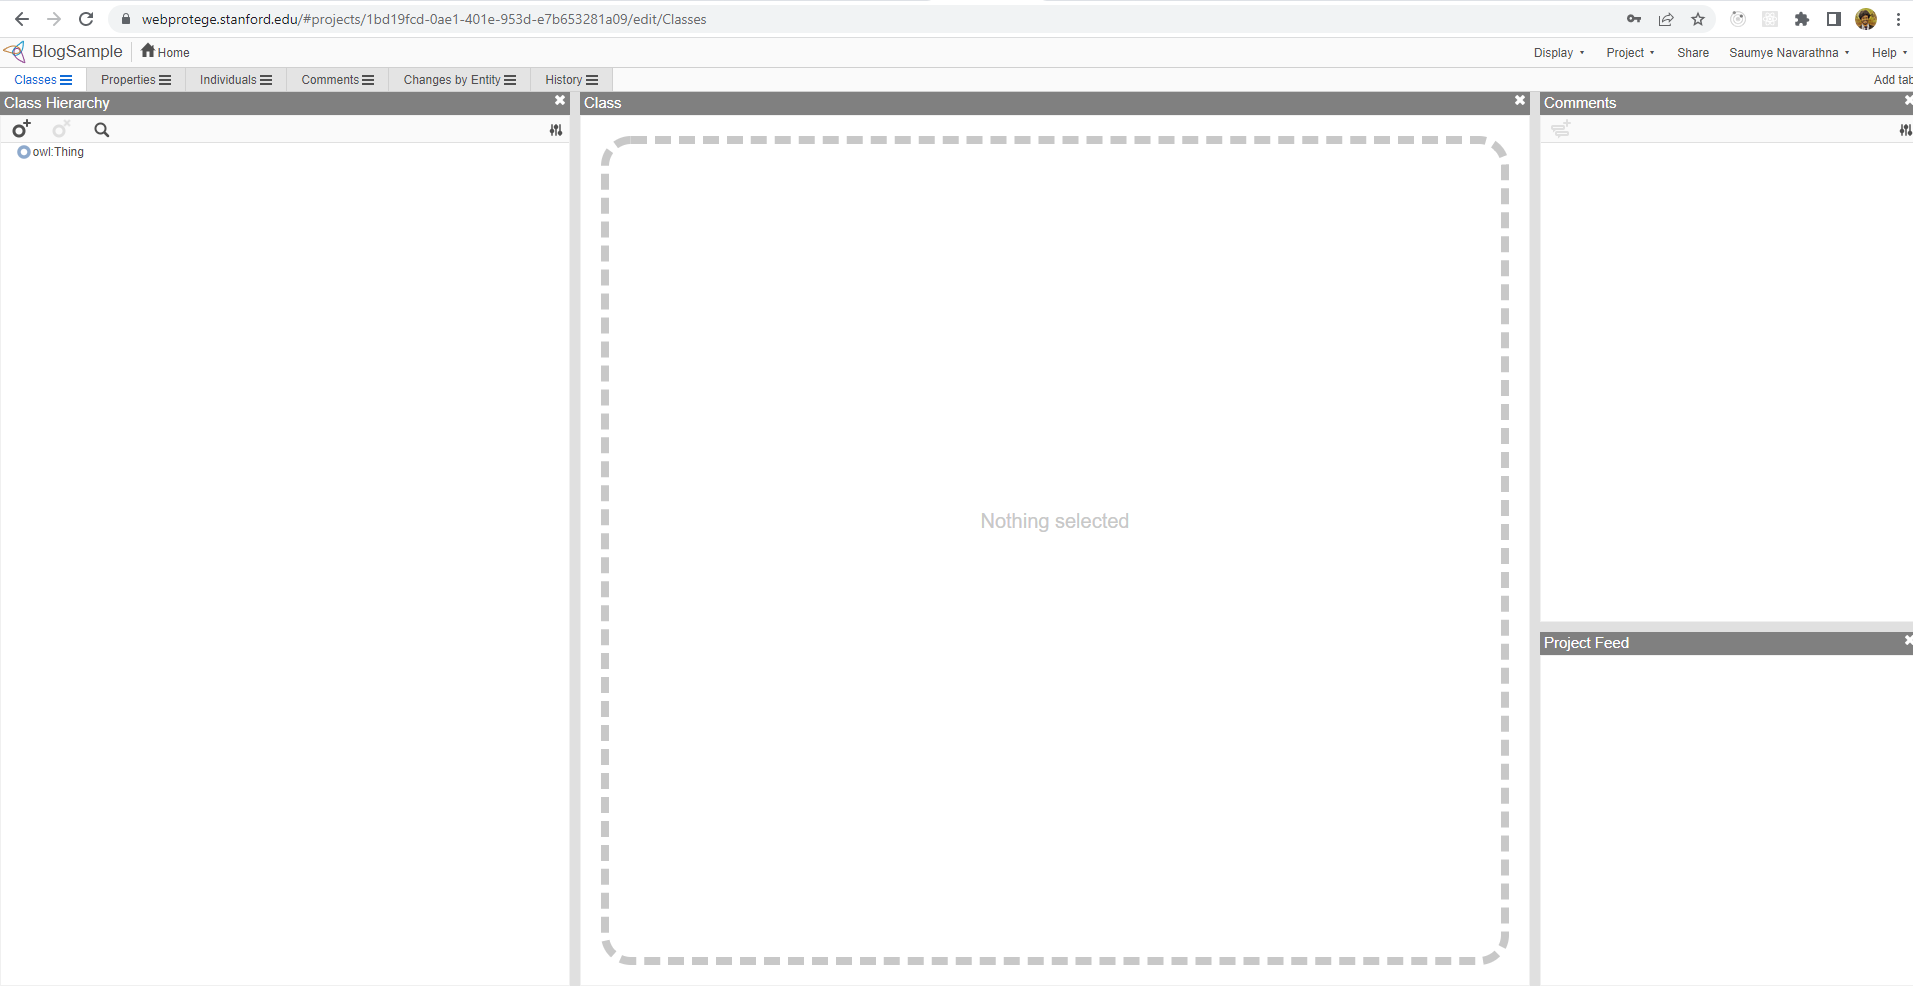 webprotege.stanford.edu/#projects/1bd19fcd-0ae1-401e-953d-e7b653281a09/edit/Classes
BlogSample Home Display Project Share Saumye Navarathna Help
Classes Properties Individuals Comments Changes by Entity History Add tab
Class Hierarchy Class Comments
owl:Thing
Nothing selected
Project Feed